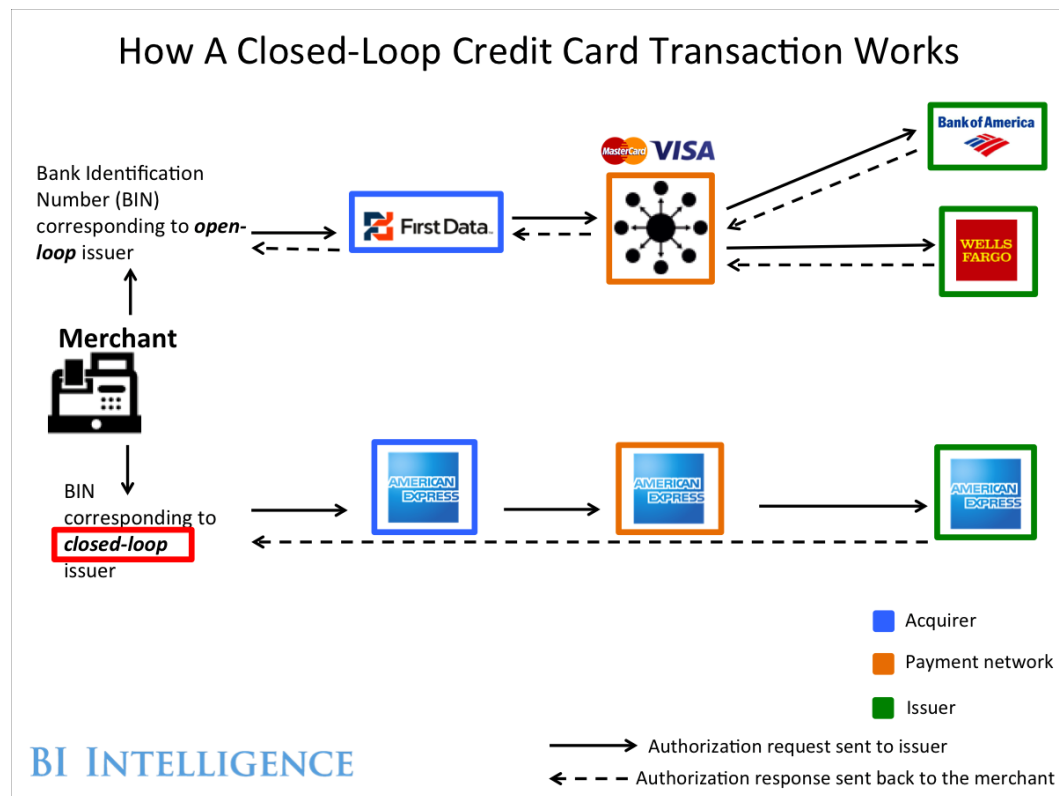 How A Closed-Loop Credit Card Transaction Works
Bank Identification
Number (BIN)
corresponding to open-
loop issuer
First Data
MasterCard VISA
Bank of America
WELLS
FARGO
Merchant
BIN
corresponding to
closed-loop
issuer
AMERICAN
EXPRESS
AMERICAN
EXPRESS
AMERICAN
EXPRESS
Acquirer
Payment network
Issuer
Authorization request sent to issuer
Authorization response sent back to the merchant
BI INTELLIGENCE